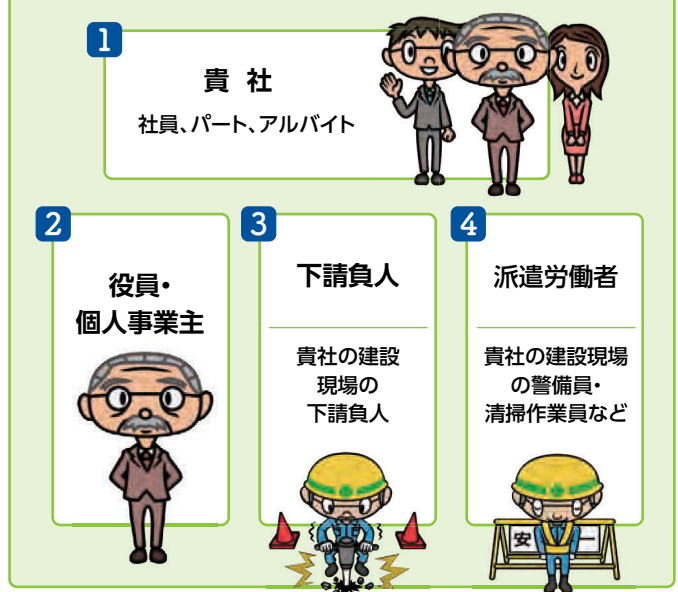 1
貴 社
社員、パート、アルバイト
2
役員・
個人事業主
3
下請負人
貴社の建設
現場の
下請負人
4
派遣労働者
貴社の建設現場
の警備員・
清掃作業員など
安 一